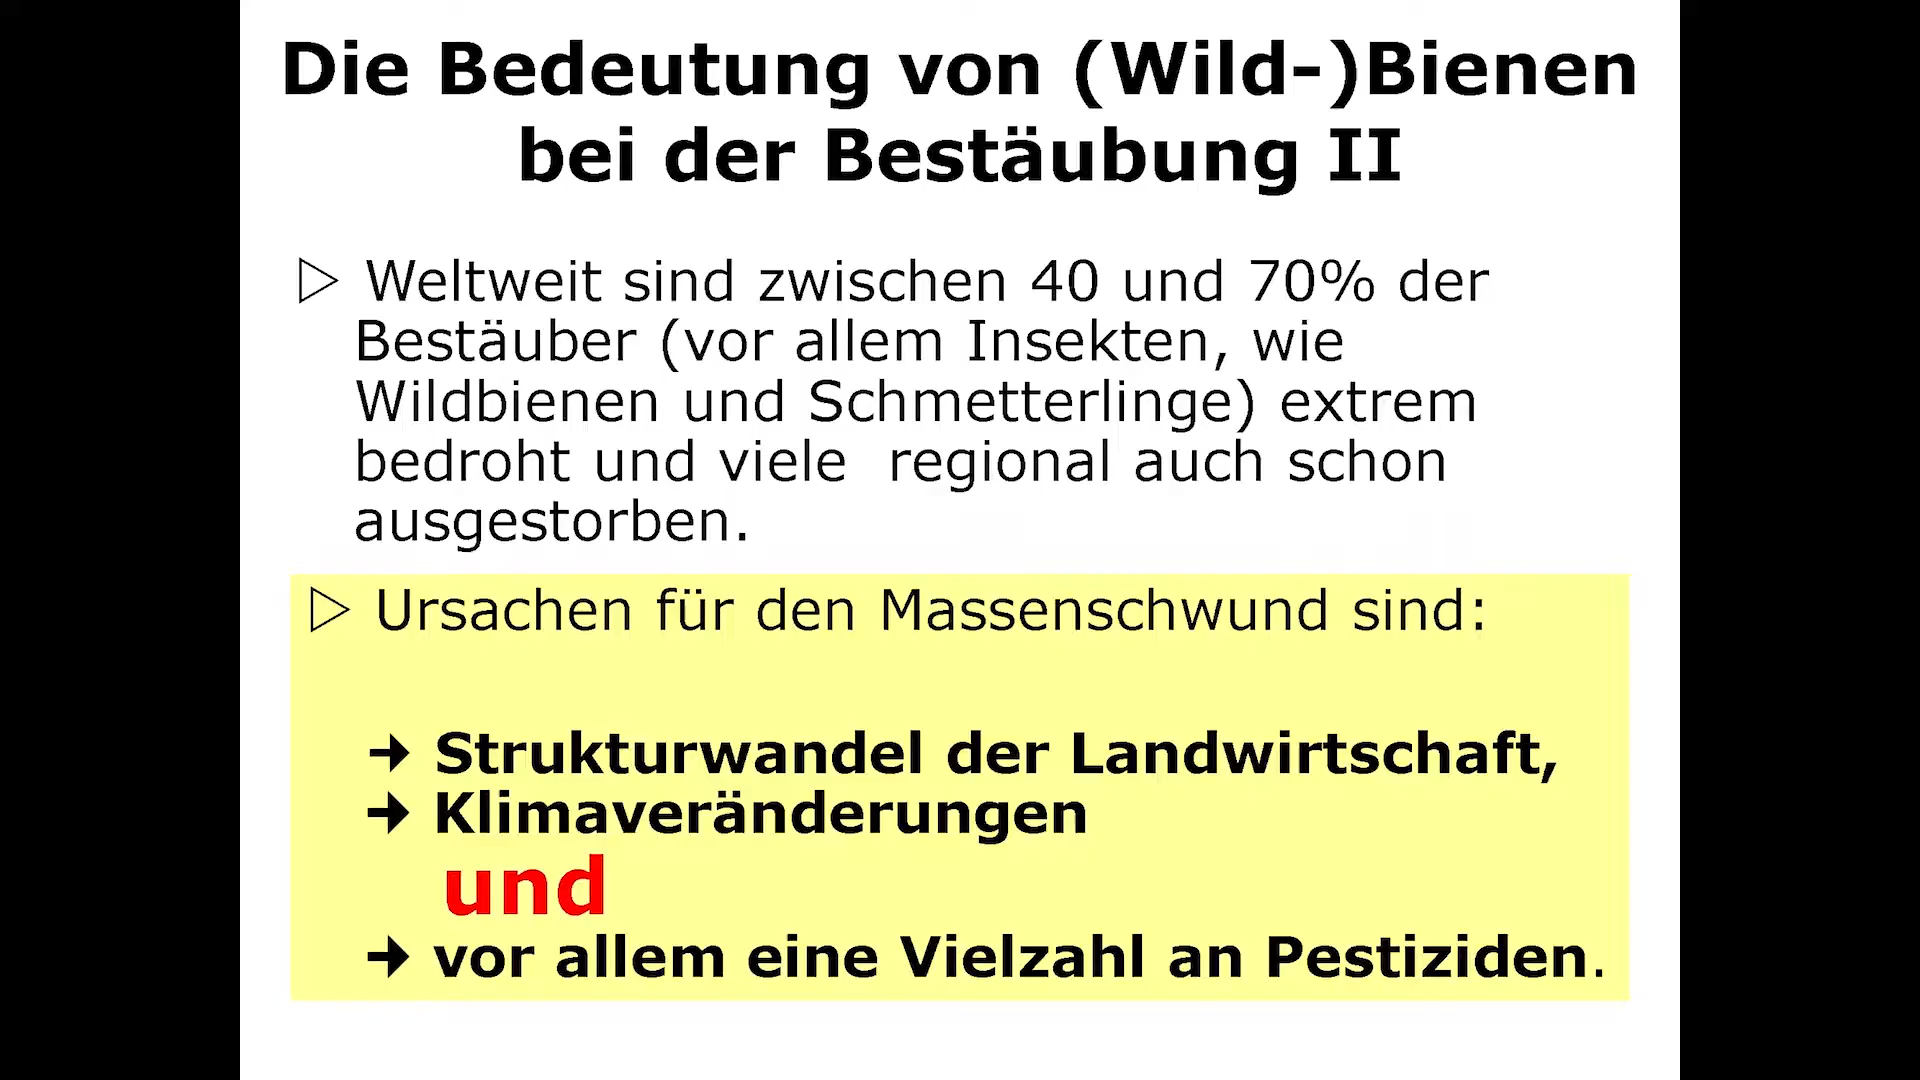 Die Bedeutung von (Wild-)Bienen
bei der Bestäubung II
▷ Weltweit sind zwischen 40 und 70% der
Bestäuber (vor allem Insekten, wie
Wildbienen und Schmetterlinge) extrem
bedroht und viele  regional auch schon
ausgestorben.
▷ Ursachen für den Massenschwund sind:
➔ Strukturwandel der Landwirtschaft,
➔ Klimaveränderungen
und
➔ vor allem eine Vielzahl an Pestiziden.